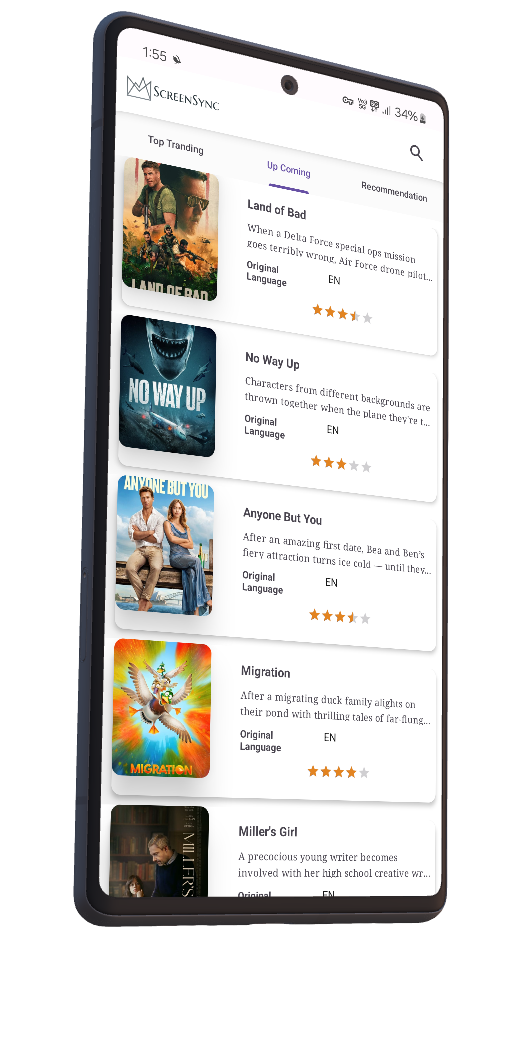 1:55
34%
SCREENSYNC
Top Tranding
Up Coming
Recommendation
LAND OF BAD
Land of Bad
When a Delta Force special ops mission
goes terribly wrong, Air Force drone pilot...
Original
Language
EN
NO WAY UP
No Way Up
Characters from different backgrounds are
thrown together when the plane they're t...
Original
Language
EN
ANYONE BUT YOU
Anyone But You
After an amazing first date, Bea and Ben's
fiery attraction turns ice cold — until they...
Original
Language
EN
MIGRATION
Migration
After a migrating duck family alights on
their pond with thrilling tales of far-flung...
Original
Language
EN
MILLER'S
Miller's Girl
A precocious young writer becomes
involved with her high school creative wr...
Original
EN